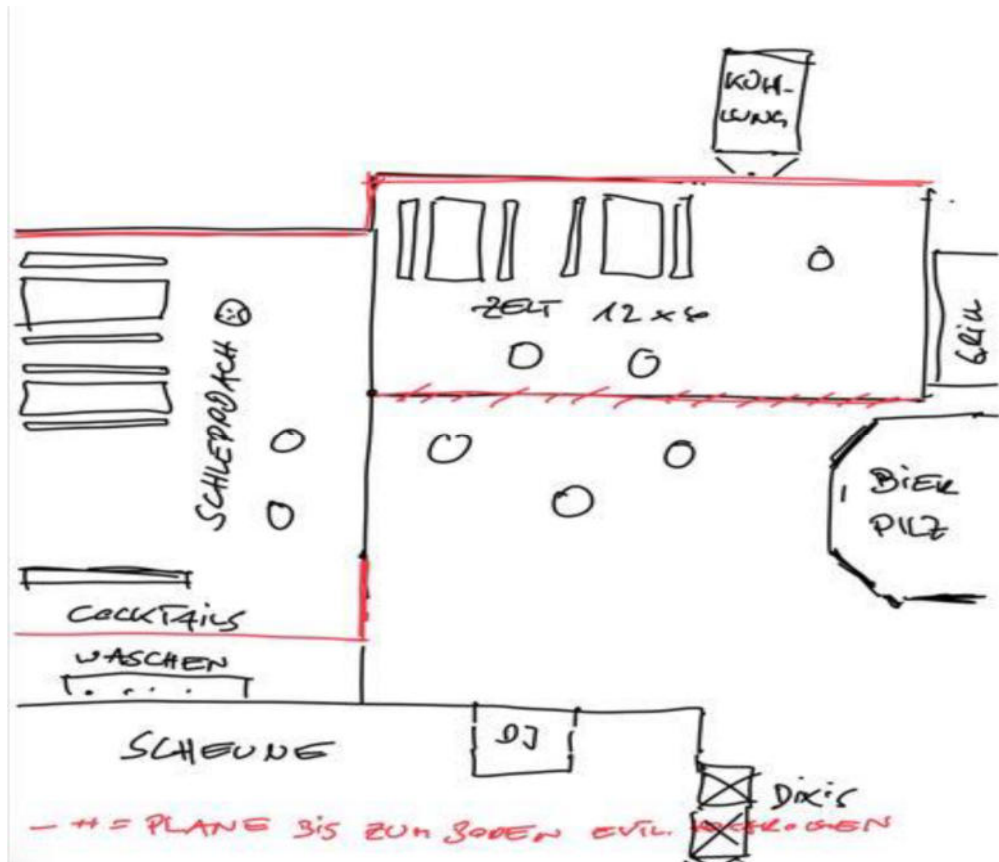 KÜH-
LUNG
ZELT 12 x
GRILL
SCHLEPPDACH
BIER
PILZ
COCKTAILS
WASCHEN
DJ
SCHEUNE
DIXIS
= PLANE BIS ZUM BODEN EVTL.